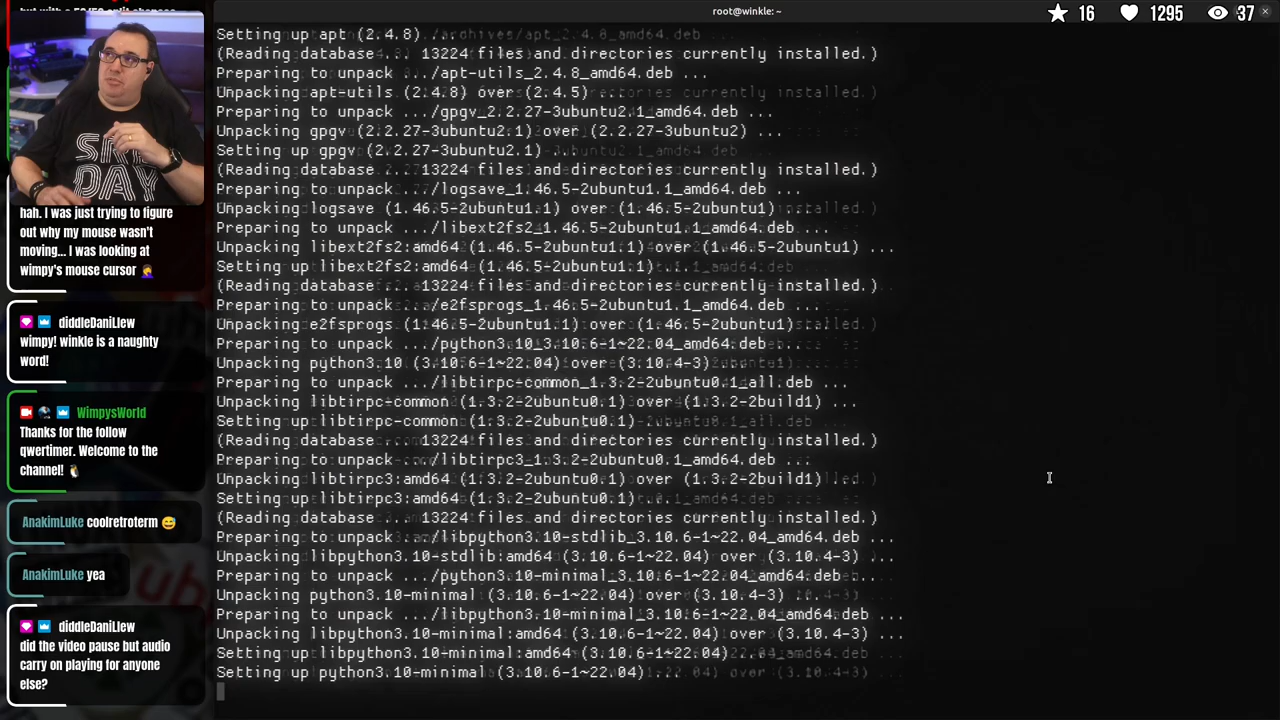 root@winkle: ~
16
1295
37
SRE
DAY
hah. I was just trying to figure
out why my mouse wasn't
moving... I was looking at
wimpy's mouse cursor 🤦‍♀️
diddleDaniLlew
wimpy! winkle is a naughty
word!
WimpysWorld
Thanks for the follow
qwertimer. Welcome to the
channel! 🐧
AnakimLuke coolretroterm 😅
AnakimLuke yea
diddleDaniLlew
did the video pause but audio
carry on playing for anyone
else?
Setting up apt (2.4.8) ...
(Reading database ... 13224 files and directories currently installed.)
Preparing to unpack .../apt-utils_2.4.8_amd64.deb ...
Unpacking apt-utils (2.4.8) over (2.4.5) ...
Preparing to unpack .../gpgv_2.2.27-3ubuntu2.1_amd64.deb ...
Unpacking gpgv (2.2.27-3ubuntu2.1) over (2.2.27-3ubuntu2) ...
Setting up gpgv (2.2.27-3ubuntu2.1) ...
(Reading database ... 13224 files and directories currently installed.)
Preparing to unpack .../logsave_1.46.5-2ubuntu1.1_amd64.deb ...
Unpacking logsave (1.46.5-2ubuntu1.1) over (1.46.5-2ubuntu1) ...
Preparing to unpack .../libext2fs2_1.46.5-2ubuntu1.1_amd64.deb ...
Unpacking libext2fs2:amd64 (1.46.5-2ubuntu1.1) over (1.46.5-2ubuntu1) ...
Setting up libext2fs2:amd64 (1.46.5-2ubuntu1.1) ...
(Reading database ... 13224 files and directories currently installed.)
Preparing to unpack .../e2fsprogs_1.46.5-2ubuntu1.1_amd64.deb ...
Unpacking e2fsprogs (1.46.5-2ubuntu1.1) over (1.46.5-2ubuntu1) ...
Preparing to unpack .../python3.10_3.10.6-1~22.04_amd64.deb ...
Unpacking python3.10 (3.10.6-1~22.04) over (3.10.4-3) ...
Preparing to unpack .../libtirpc-common_1.3.2-2ubuntu0.1_all.deb ...
Unpacking libtirpc-common (1.3.2-2ubuntu0.1) over (1.3.2-2build1) ...
Setting up libtirpc-common (1.3.2-2ubuntu0.1) ...
(Reading database ... 13224 files and directories currently installed.)
Preparing to unpack .../libtirpc3_1.3.2-2ubuntu0.1_amd64.deb ...
Unpacking libtirpc3:amd64 (1.3.2-2ubuntu0.1) over (1.3.2-2build1) ...
Setting up libtirpc3:amd64 (1.3.2-2ubuntu0.1) ...
(Reading database ... 13224 files and directories currently installed.)
Preparing to unpack .../libpython3.10-stdlib_3.10.6-1~22.04_amd64.deb ...
Unpacking libpython3.10-stdlib:amd64 (3.10.6-1~22.04) over (3.10.4-3) ...
Preparing to unpack .../python3.10-minimal_3.10.6-1~22.04_amd64.deb ...
Unpacking python3.10-minimal (3.10.6-1~22.04) over (3.10.4-3) ...
Preparing to unpack .../libpython3.10-minimal_3.10.6-1~22.04_amd64.deb ...
Unpacking libpython3.10-minimal:amd64 (3.10.6-1~22.04) over (3.10.4-3) ...
Setting up libpython3.10-minimal:amd64 (3.10.6-1~22.04) ...
Setting up python3.10-minimal (3.10.6-1~22.04) ...